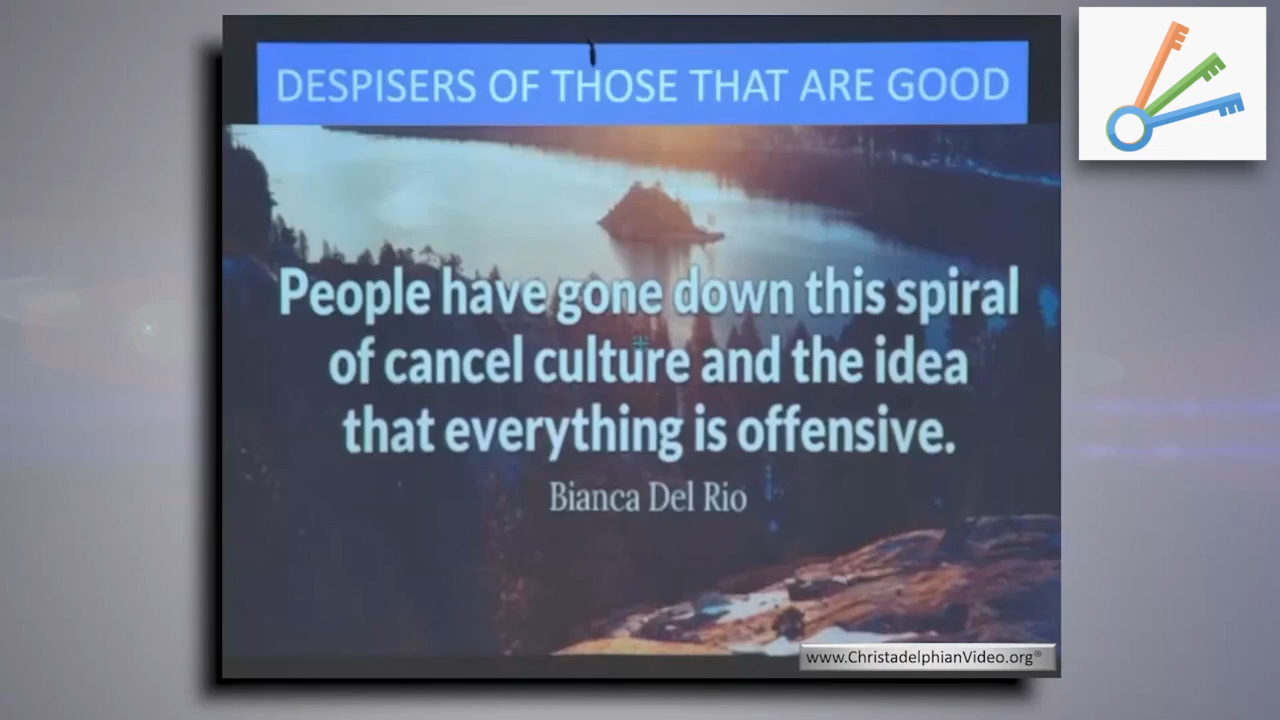 DESPISERS OF THOSE THAT ARE GOOD
People have gone down this spiral
of cancel culture and the idea
that everything is offensive.
Bianca Del Rio
www.ChristadelphianVideo.org®